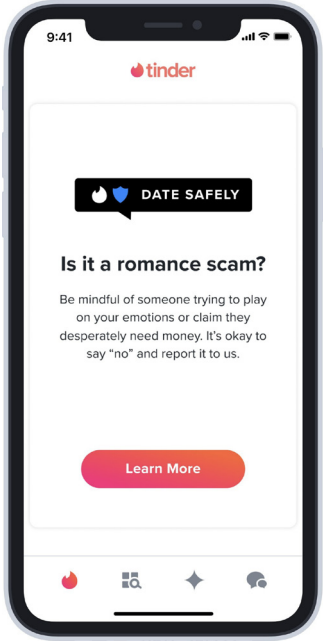 9:41
tinder
DATE SAFELY
Is it a romance scam?
Be mindful of someone trying to play
on your emotions or claim they
desperately need money. It's okay to
say “no” and report it to us.
Learn More